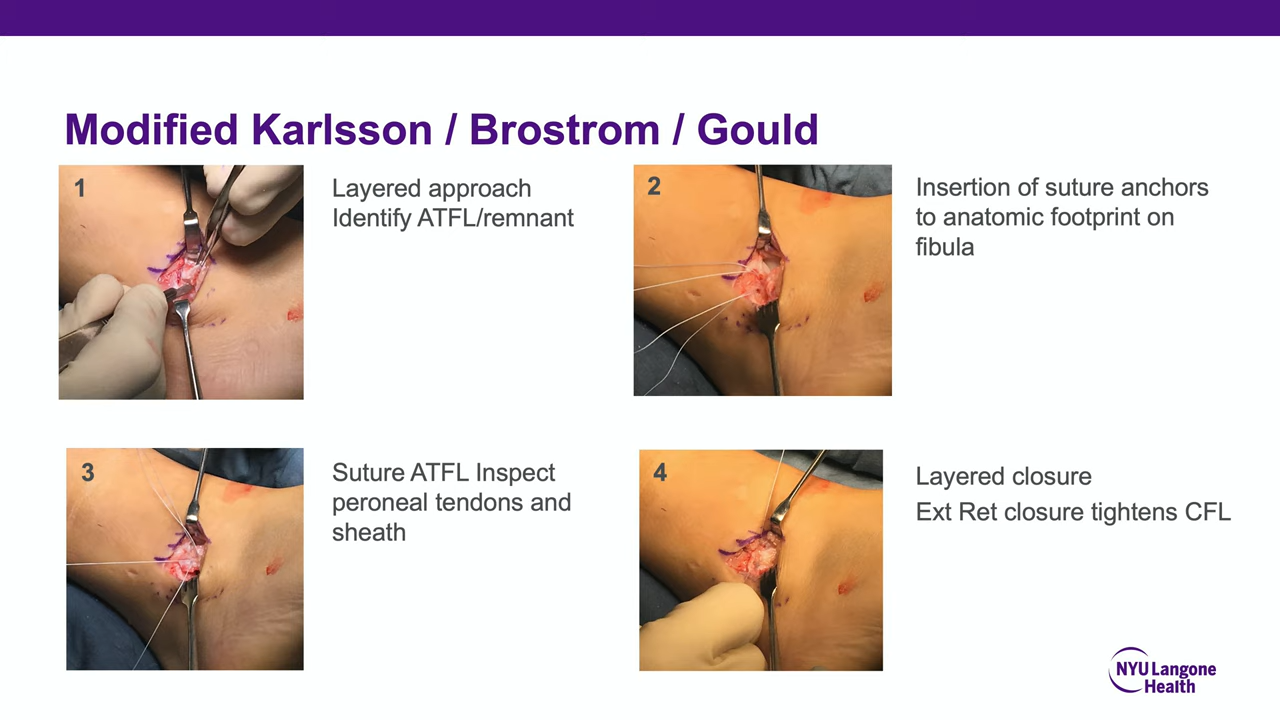 Modified Karlsson / Brostrom / Gould
1
Layered approach
Identify ATFL/remnant
2
Insertion of suture anchors
to anatomic footprint on
fibula
3
Suture ATFL Inspect
peroneal tendons and
sheath
4
Layered closure
Ext Ret closure tightens CFL
NYU Langone
Health